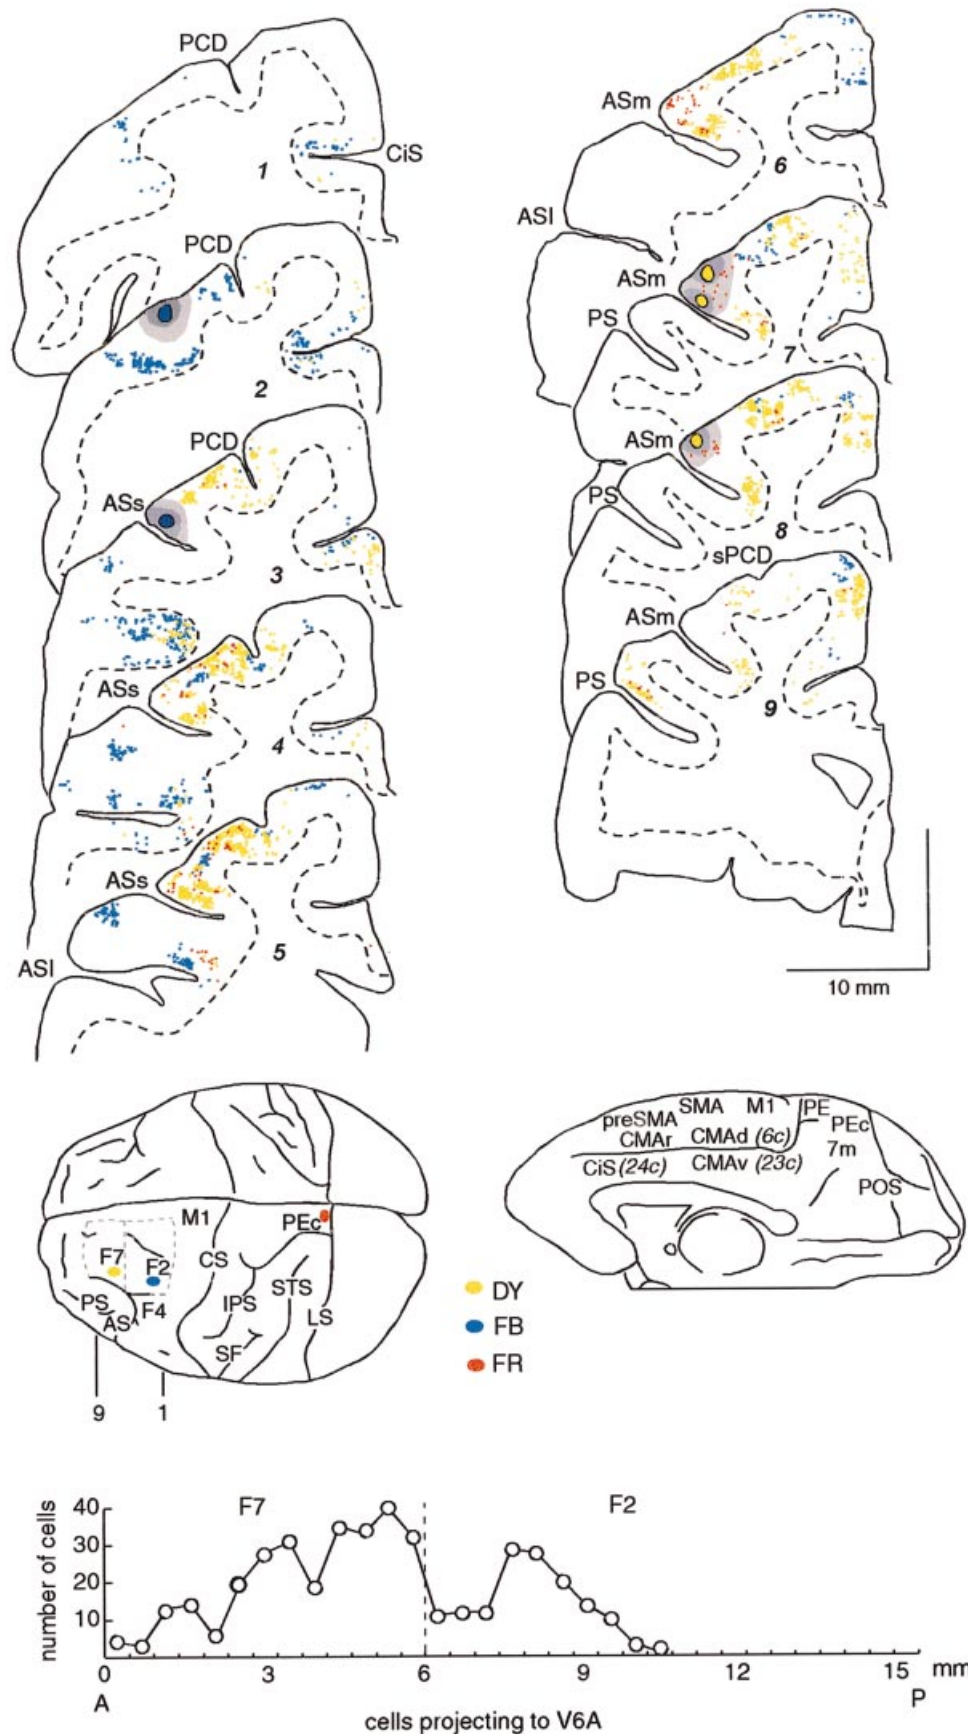 PCD
CiS
1
PCD
2
PCD
ASs
3
ASs
4
ASs
ASl
5
ASm
6
ASl
ASm
PS
7
ASm
PS
8
sPCD
ASm
PS
9
10 mm
M1
PEc
F7
F2
CS
PS
F4
AS
IPS
STS
LS
SF
9
1
DY
FB
FR
SMA M1 PE
preSMA PEc
CMAr CMAd (6c)
7m
CiS (24c) CMAv (23c)
POS
number of cells
40
30
20
10
F7
F2
0 3 6 9 12 15 mm
A P
cells projecting to V6A